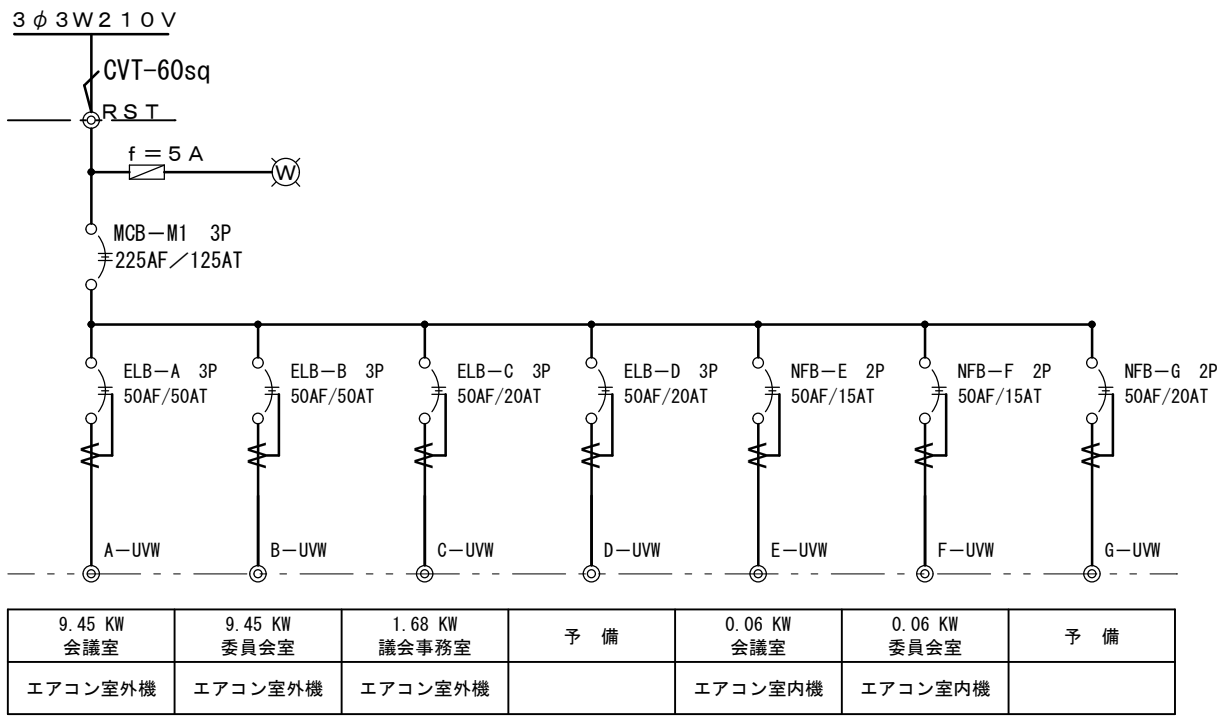 3φ3W210V
CVT-60sq
RST
f=5A
W
MCB-M1 3P
225AF/125AT
ELB-A 3P
50AF/50AT
ELB-B 3P
50AF/50AT
ELB-C 3P
50AF/20AT
ELB-D 3P
50AF/20AT
NFB-E 2P
50AF/15AT
NFB-F 2P
50AF/15AT
NFB-G 2P
50AF/20AT
A-UVW
B-UVW
C-UVW
D-UVW
E-UVW
F-UVW
G-UVW
9.45 KW
会議室
9.45 KW
委員会室
1.68 KW
議会事務室
予 備
0.06 KW
会議室
0.06 KW
委員会室
予 備
エアコン室外機
エアコン室外機
エアコン室外機
エアコン室内機
エアコン室内機